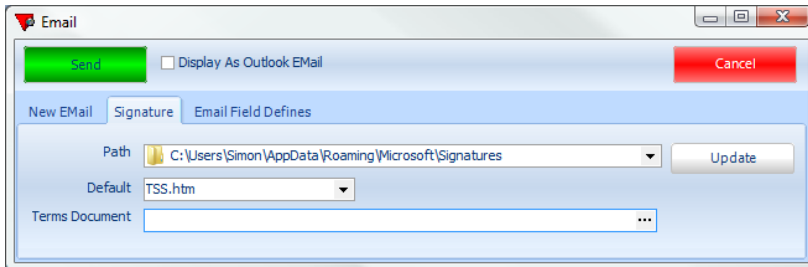 Email
Send Display As Outlook EMail Cancel
New EMail Signature Email Field Defines
Path C:\Users\Simon\AppData\Roaming\Microsoft\Signatures Update
Default TSS.htm
Terms Document ...